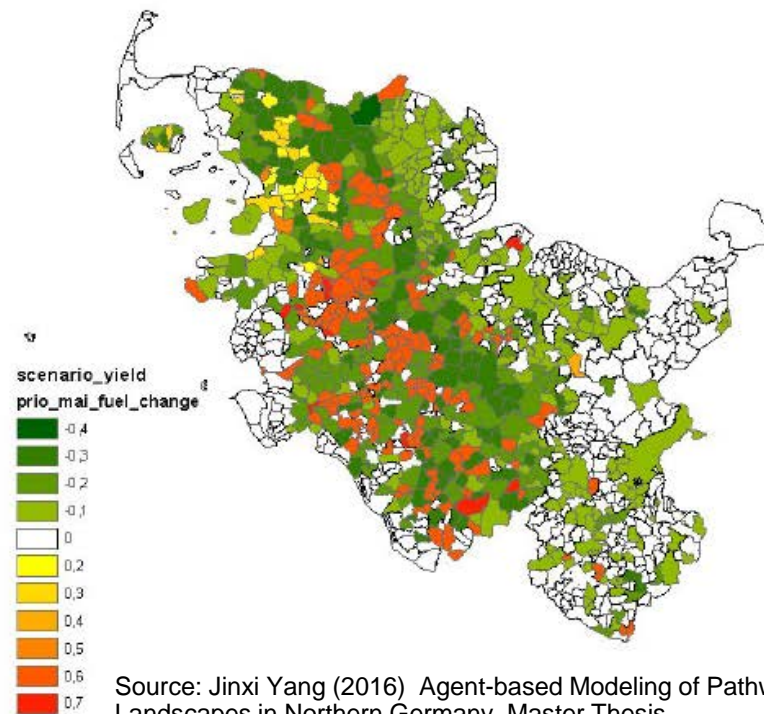 scenario_yield
prio_mai_fuel_change
-0,4
-0,3
-0,2
-0,1
0
0,2
0,3
0,4
0,5
0,6
0,7
Source: Jinxi Yang (2016) Agent-based Modeling of Pathw
Landscapes in Northern Germany. Master Thesis